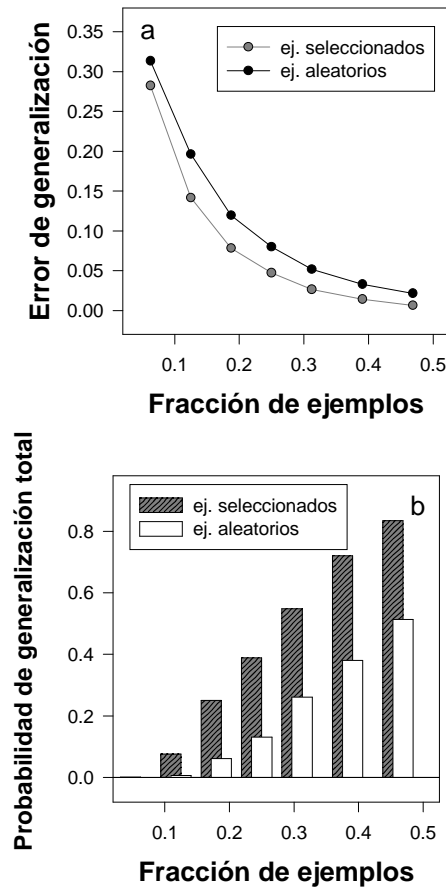 a
ej. seleccionados
ej. aleatorios
0.35
0.30
0.25
0.20
0.15
0.10
0.05
0.00
Error de generalización
0.1 0.2 0.3 0.4 0.5
Fracción de ejemplos
b
ej. seleccionados
ej. aleatorios
0.8
0.6
0.4
0.2
0.0
Probabilidad de generalización total
0.1 0.2 0.3 0.4 0.5
Fracción de ejemplos